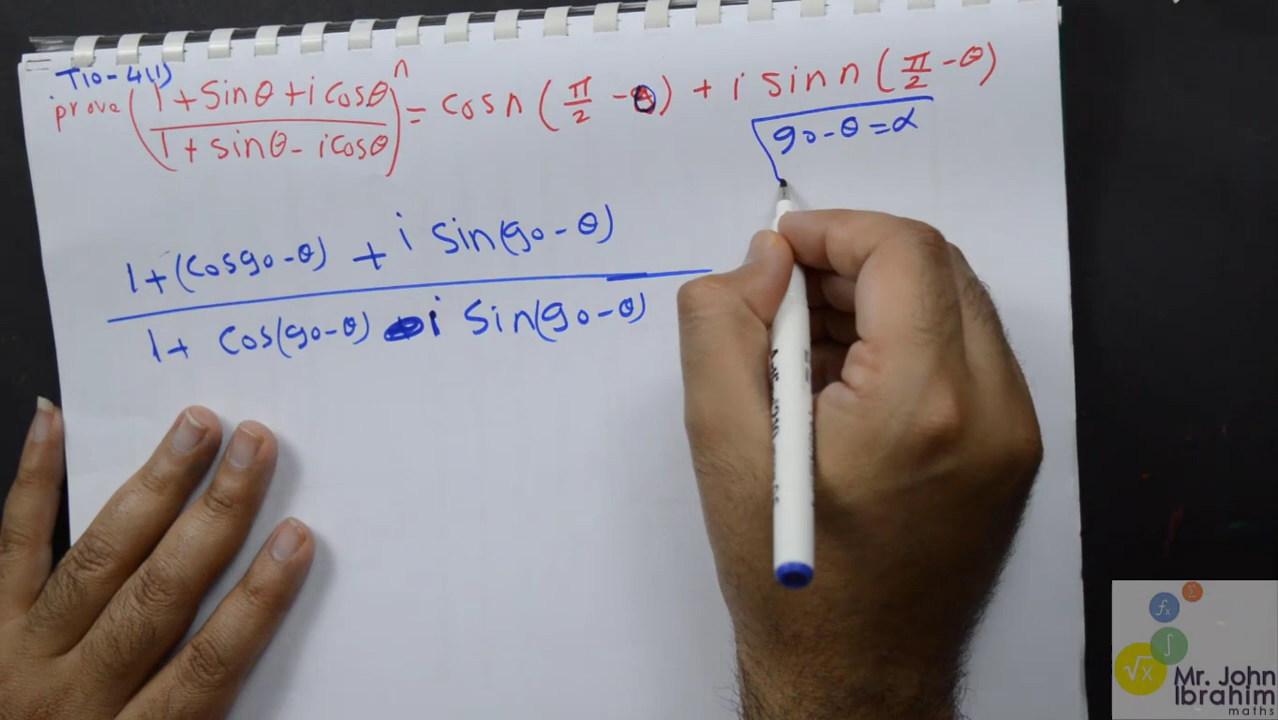 T10-4(1)
prove (1 + sinθ + i cosθ / 1 + sinθ - i cosθ)ⁿ = cos n (π/2 - θ) + i sin n (π/2 - θ)
90 - θ = α
1 + (cos 90 - θ) + i sin(90 - θ)
1 + cos(90 - θ) - i sin(90 - θ)
√x
∫
fx
Σ
Mr. John
Ibrahim
maths